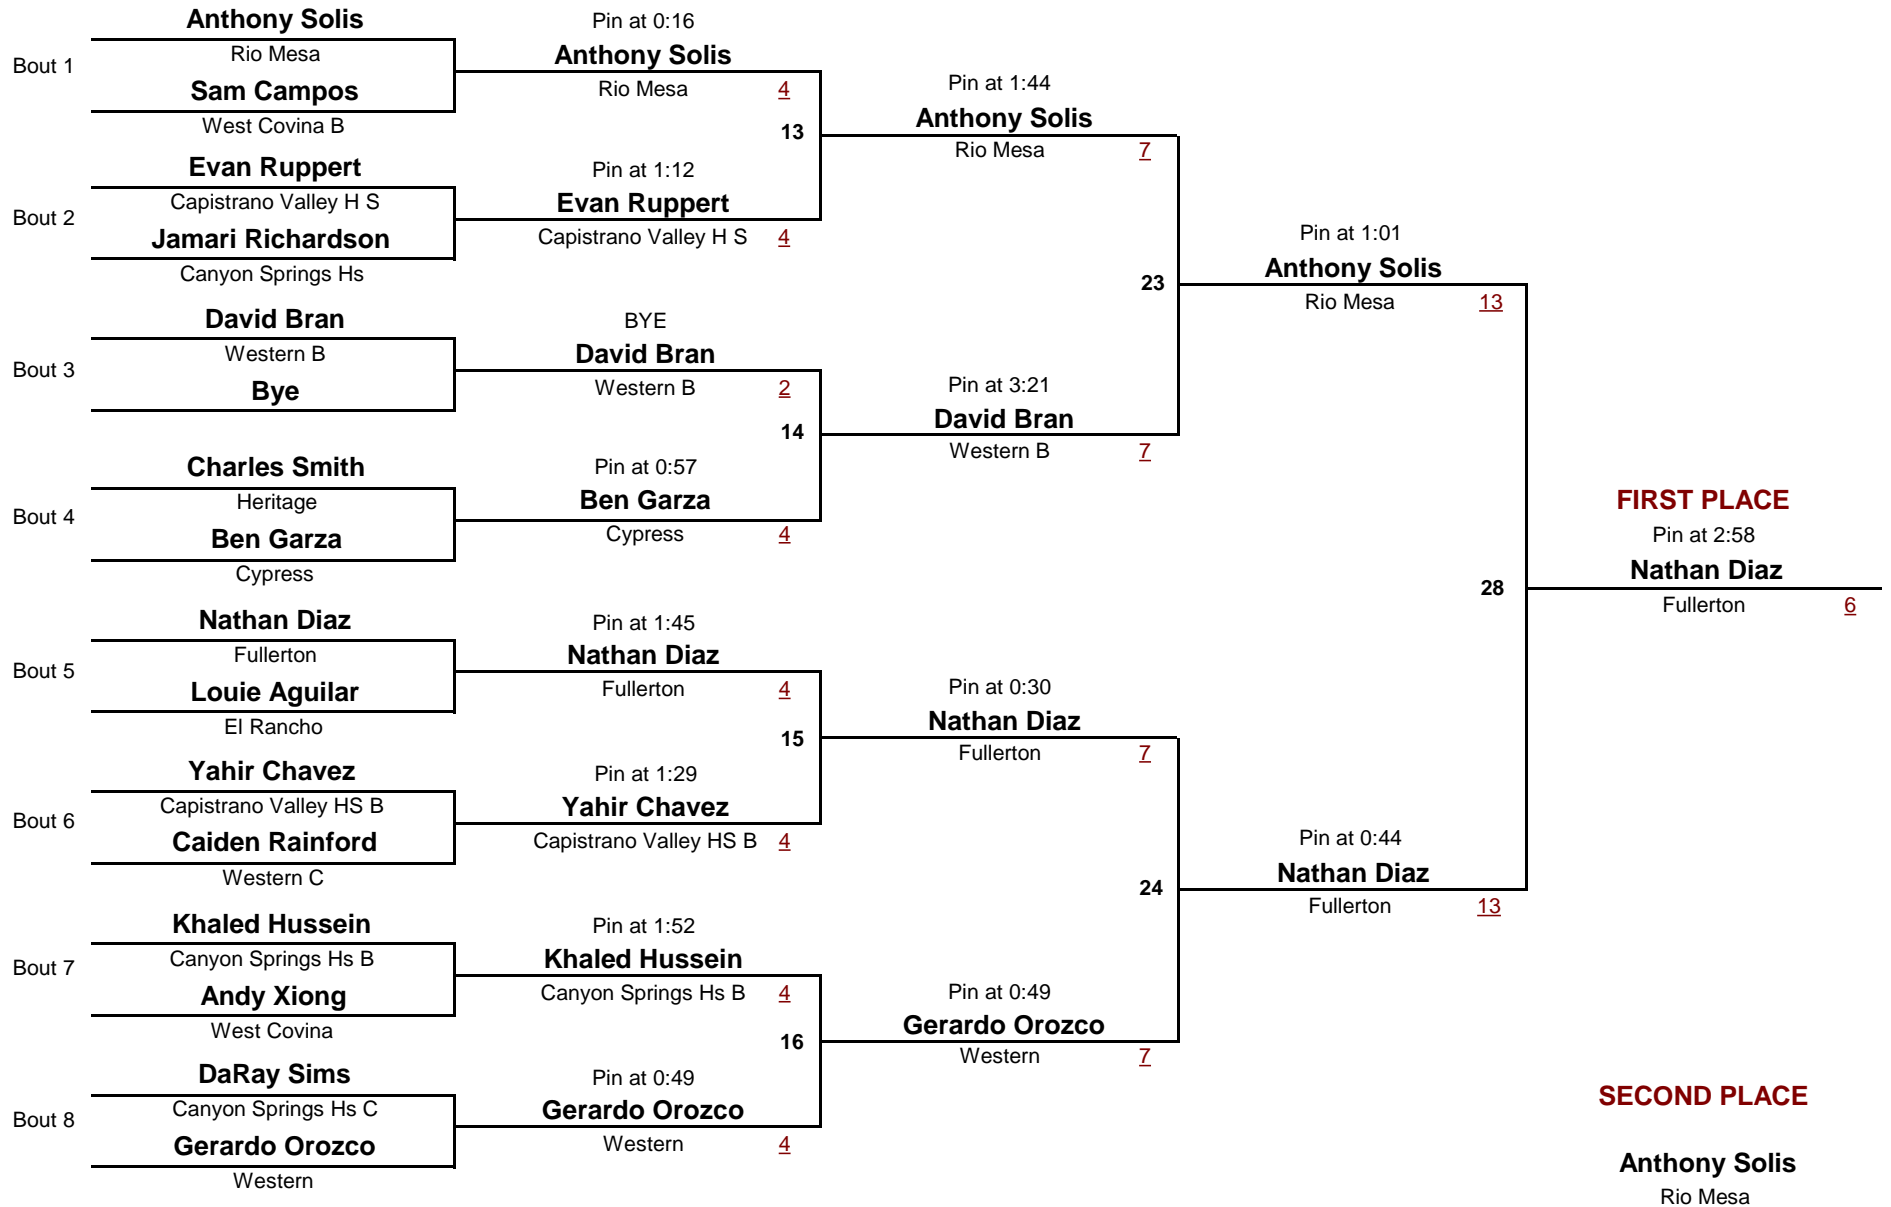 Anthony Solis
Bout 1
Rio Mesa
Sam Campos
West Covina B
Evan Ruppert
Bout 2
Capistrano Valley H S
Jamari Richardson
Canyon Springs Hs
David Bran
Bout 3
Western B
Bye
Charles Smith
Bout 4
Heritage
Ben Garza
Cypress
Nathan Diaz
Bout 5
Fullerton
Louie Aguilar
El Rancho
Yahir Chavez
Bout 6
Capistrano Valley HS B
Caiden Rainford
Western C
Khaled Hussein
Bout 7
Canyon Springs Hs B
Andy Xiong
West Covina
DaRay Sims
Bout 8
Canyon Springs Hs C
Gerardo Orozco
Western
Pin at 0:16
Anthony Solis
Rio Mesa 4
13
Pin at 1:12
Evan Ruppert
Capistrano Valley H S 4
BYE
David Bran
Western B 2
14
Pin at 0:57
Ben Garza
Cypress 4
Pin at 1:45
Nathan Diaz
Fullerton 4
15
Pin at 1:29
Yahir Chavez
Capistrano Valley HS B 4
Pin at 1:52
Khaled Hussein
Canyon Springs Hs B 4
16
Pin at 0:49
Gerardo Orozco
Western 4
Pin at 1:44
Anthony Solis
Rio Mesa 7
23
Pin at 3:21
David Bran
Western B 7
Pin at 0:30
Nathan Diaz
Fullerton 7
24
Pin at 0:49
Gerardo Orozco
Western 7
Pin at 1:01
Anthony Solis
Rio Mesa 13
28
Pin at 0:44
Nathan Diaz
Fullerton 13
FIRST PLACE
Pin at 2:58
Nathan Diaz
Fullerton 6
SECOND PLACE
Anthony Solis
Rio Mesa